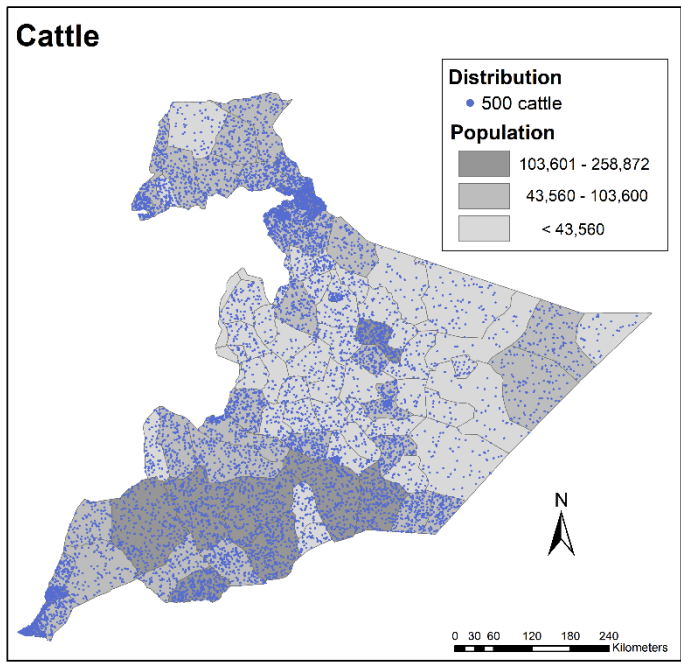 Cattle
Distribution
500 cattle
Population
103,601 - 258,872
43,560 - 103,600
< 43,560
N
0 30 60 120 180 240
Kilometers